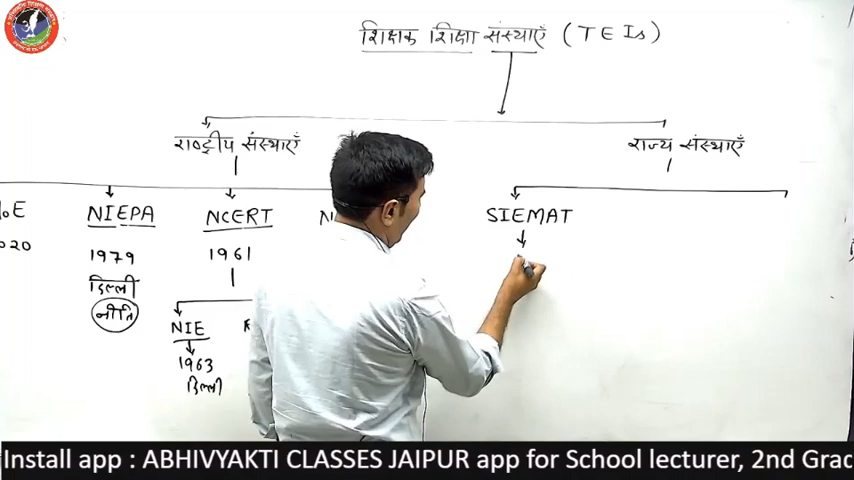 शिक्षक शिक्षा संस्थाएँ (TEIs)
राष्ट्रीय संस्थाएँ
राज्य संस्थाएँ
NIEPA
1979
दिल्ली
नीति
NCERT
1961
NIE
1963
दिल्ली
SIEMAT
Install app : ABHIVYAKTI CLASSES JAIPUR app for School lecturer, 2nd Grac